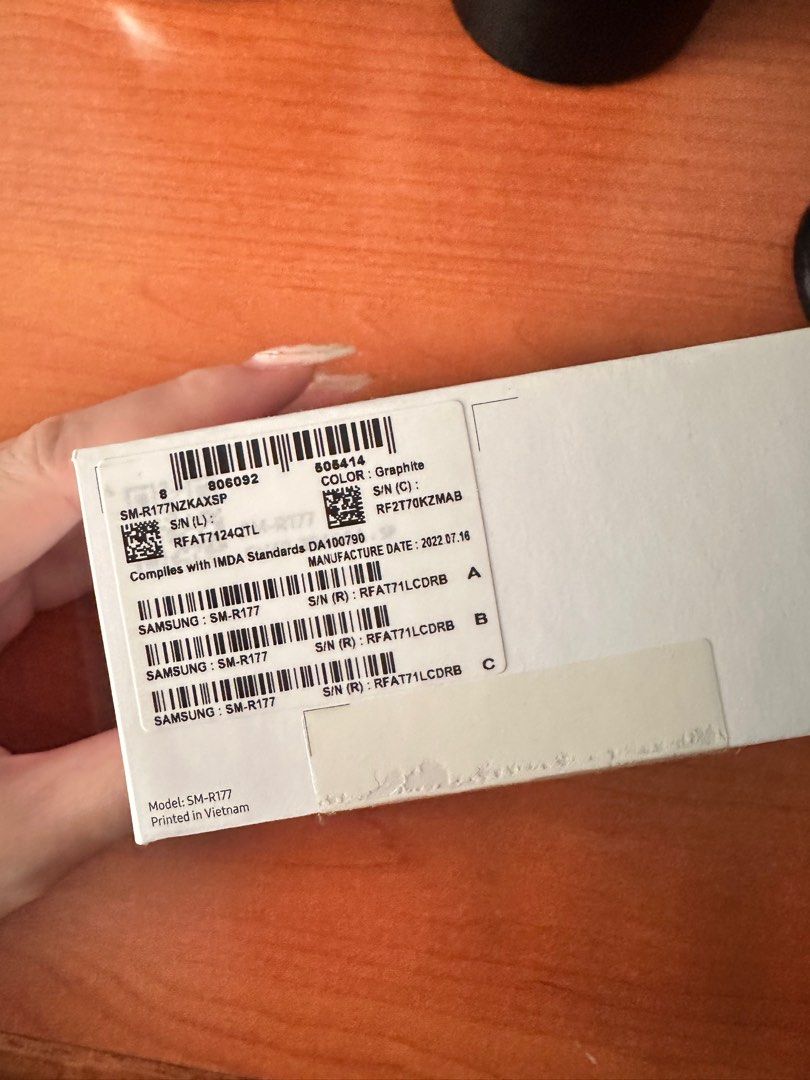 8 806092 505414
SM-R177NZKAXSP
COLOR : Graphite
S/N (L) :
RFAT7124QTL
S/N (C) :
RF2T70KZMAB
Complies with IMDA Standards DA100790
MANUFACTURE DATE : 2022.07.16
SAMSUNG : SM-R177 S/N (R) : RFAT71LCDRB A
SAMSUNG : SM-R177 S/N (R) : RFAT71LCDRB B
SAMSUNG : SM-R177 S/N (R) : RFAT71LCDRB C
Model: SM-R177
Printed in Vietnam